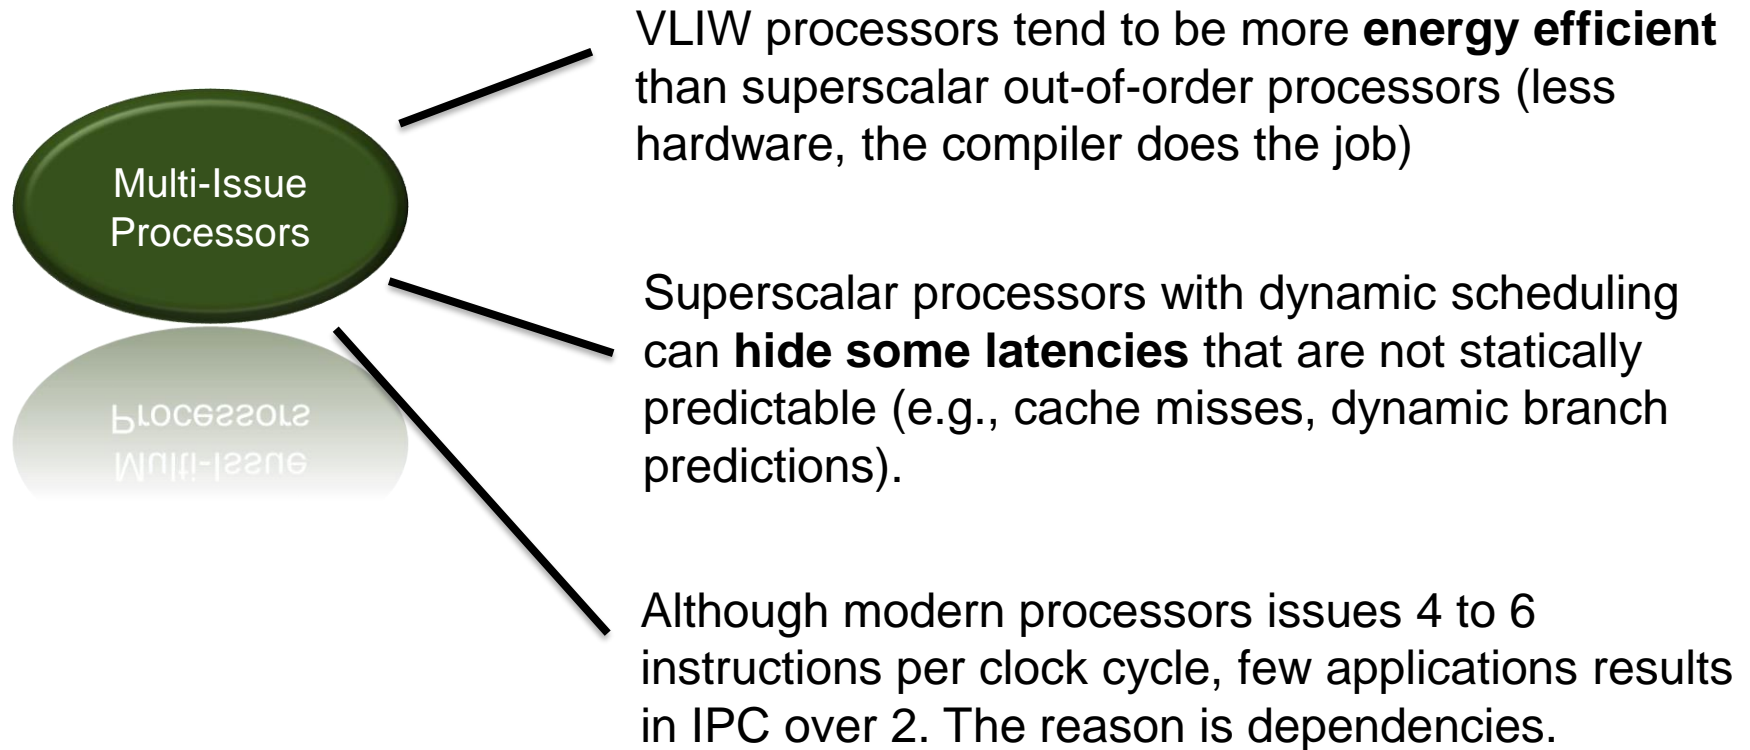 Multi-Issue
Processors
VLIW processors tend to be more energy efficient
than superscalar out-of-order processors (less
hardware, the compiler does the job)
Superscalar processors with dynamic scheduling
can hide some latencies that are not statically
predictable (e.g., cache misses, dynamic branch
predictions).
Although modern processors issues 4 to 6
instructions per clock cycle, few applications results
in IPC over 2. The reason is dependencies.